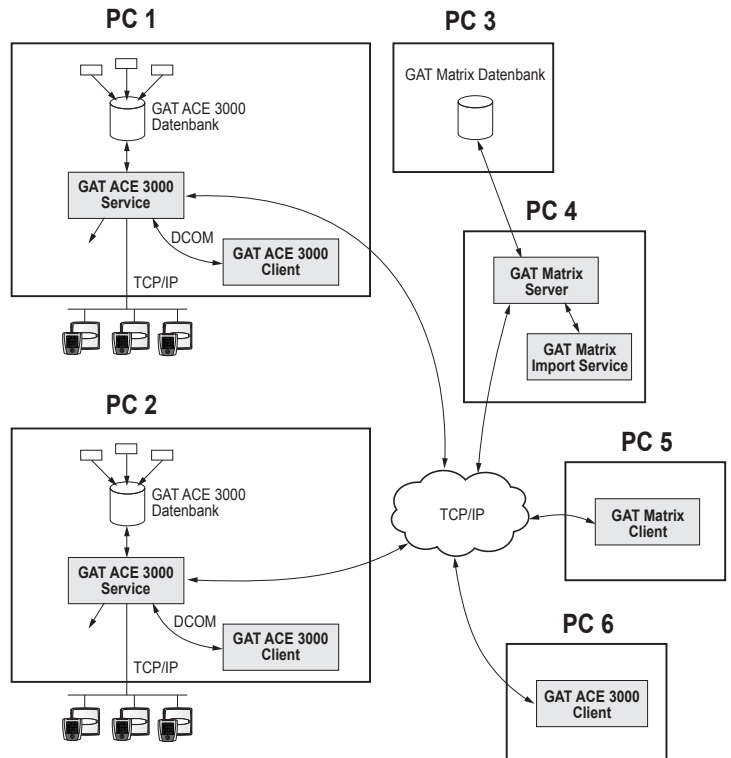 PC 1
GAT ACE 3000
Datenbank
GAT ACE 3000
Service
DCOM
GAT ACE 3000
Client
TCP/IP
PC 3
GAT Matrix Datenbank
PC 4
GAT Matrix
Server
GAT Matrix
Import Service
PC 2
GAT ACE 3000
Datenbank
GAT ACE 3000
Service
DCOM
GAT ACE 3000
Client
TCP/IP
TCP/IP
PC 5
GAT Matrix
Client
PC 6
GAT ACE 3000
Client